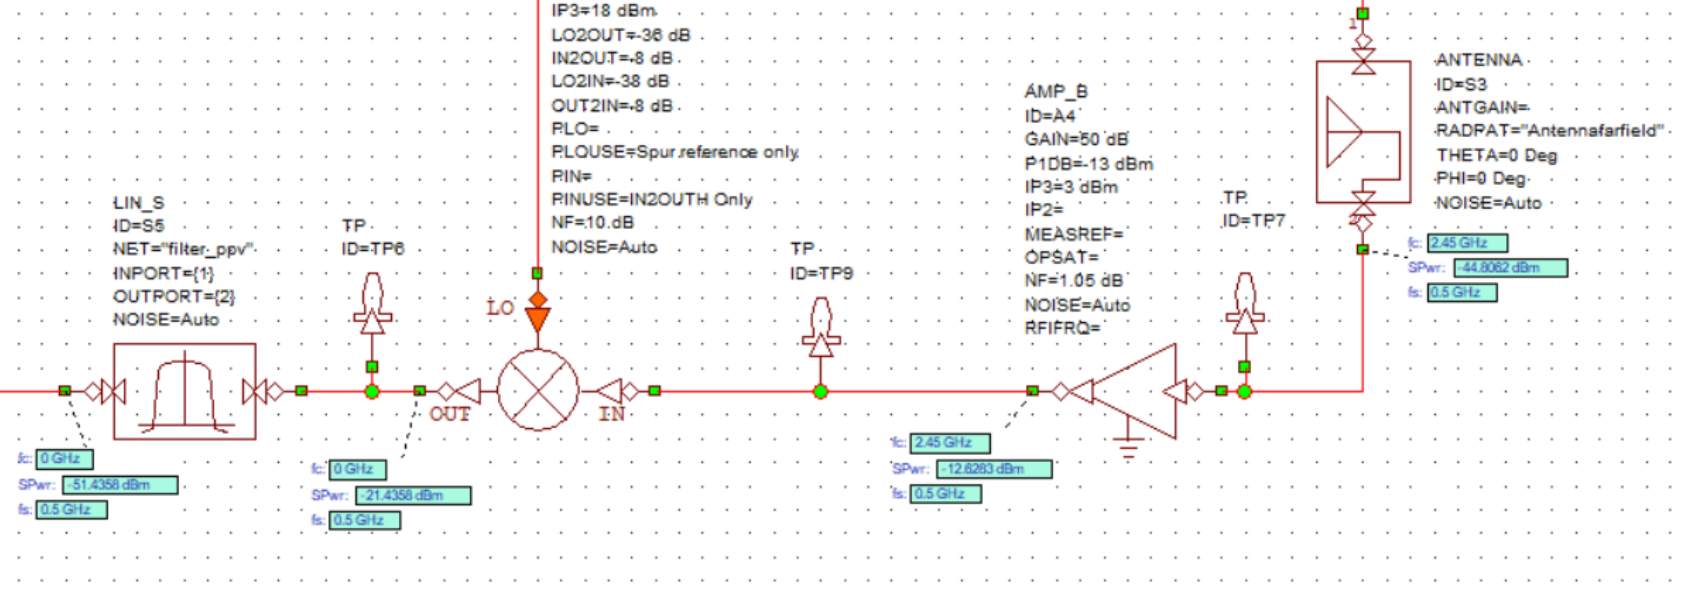 IP3=18 dBm
LO2OUT=-36 dB
IN2OUT=-8 dB
LO2IN=-38 dB
OUT2IN=-8 dB
PLO=
PLOUSE=Spur reference only
PIN=
PINUSE=IN2OUTH Only
NF=10 dB
NOISE=Auto
LIN_S
ID=S5
NET="filter_ppv"
INPORT={1}
OUTPORT={2}
NOISE=Auto
TP
ID=TP6
LO
OUT
IN
TP
ID=TP9
AMP_B
ID=A4
GAIN=50 dB
P1DB=-13 dBm
IP3=3 dBm
IP2=
MEASREF=
OPSAT=
NF=1.05 dB
NOISE=Auto
RFIFRQ=
TP
ID=TP7
1
2
ANTENNA
ID=S3
ANTGAIN=
RADPAT="Antennafarfield"
THETA=0 Deg
PHI=0 Deg
NOISE=Auto
fc: 2.45 GHz
SPwr: -44.8062 dBm
fs: 0.5 GHz
fc: 2.45 GHz
SPwr: -12.6283 dBm
fs: 0.5 GHz
fc: 0 GHz
SPwr: -21.4358 dBm
fs: 0.5 GHz
fc: 0 GHz
SPwr: -51.4358 dBm
fs: 0.5 GHz